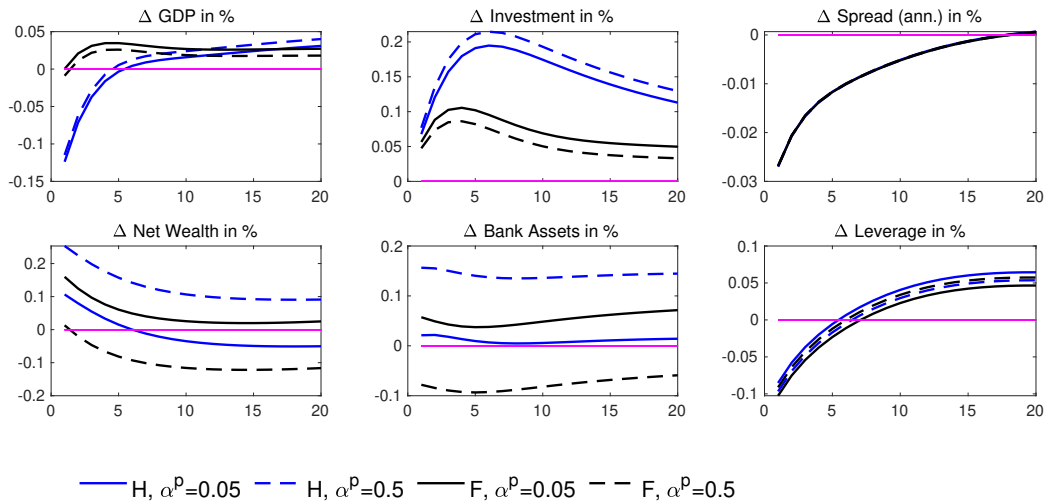 Δ GDP in %
Δ Investment in %
Δ Spread (ann.) in %
0.05
0
-0.05
-0.1
-0.15
0 5 10 15 20
0.2
0.15
0.1
0.05
0
0 5 10 15 20
0
-0.01
-0.02
-0.03
0 5 10 15 20
Δ Net Wealth in %
Δ Bank Assets in %
Δ Leverage in %
0.2
0.1
0
-0.1
-0.2
0 5 10 15 20
0.2
0.1
0
-0.1
0 5 10 15 20
0.1
0.05
0
-0.05
-0.1
0 5 10 15 20
H, α^p=0.05 H, α^p=0.5 F, α^p=0.05 F, α^p=0.5